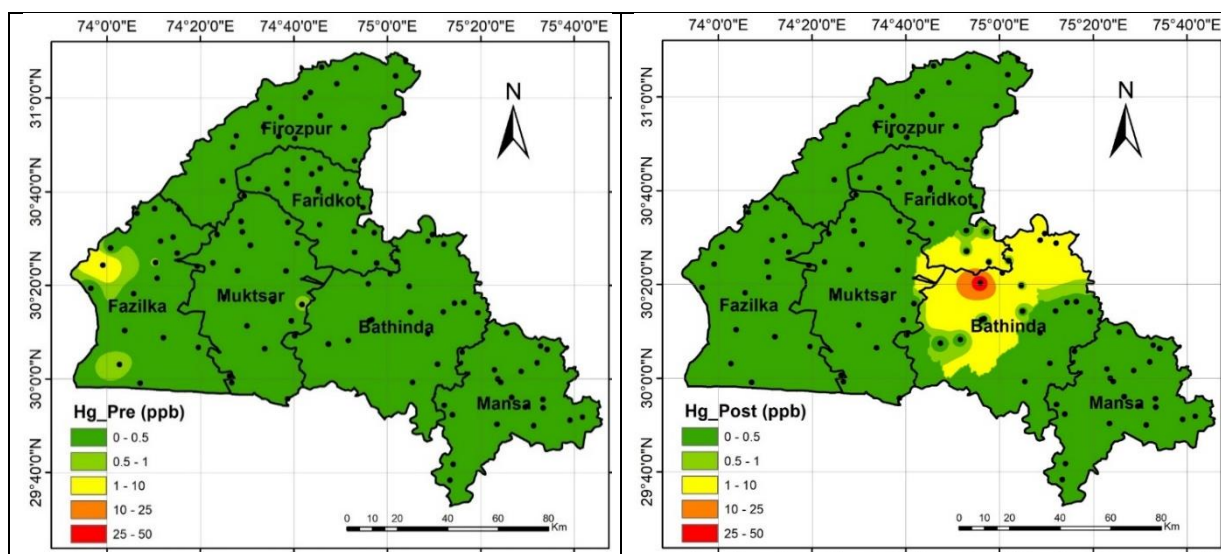 74°0'0"E 74°20'0"E 74°40'0"E 75°0'0"E 75°20'0"E 75°40'0"E
31°0'0"N
30°40'0"N
30°20'0"N
30°0'0"N
29°40'0"N
N
Firozpur
Faridkot
Fazilka
Muktsar
Bathinda
Mansa
Hg_Pre (ppb)
0 - 0.5
0.5 - 1
1 - 10
10 - 25
25 - 50
0 10 20 40 60 80
Km
74°0'0"E 74°20'0"E 74°40'0"E 75°0'0"E 75°20'0"E 75°40'0"E
31°0'0"N
30°40'0"N
30°20'0"N
30°0'0"N
29°40'0"N
N
Firozpur
Faridkot
Fazilka
Muktsar
Bathinda
Mansa
Hg_Post (ppb)
0 - 0.5
0.5 - 1
1 - 10
10 - 25
25 - 50
0 10 20 40 60 80
Km